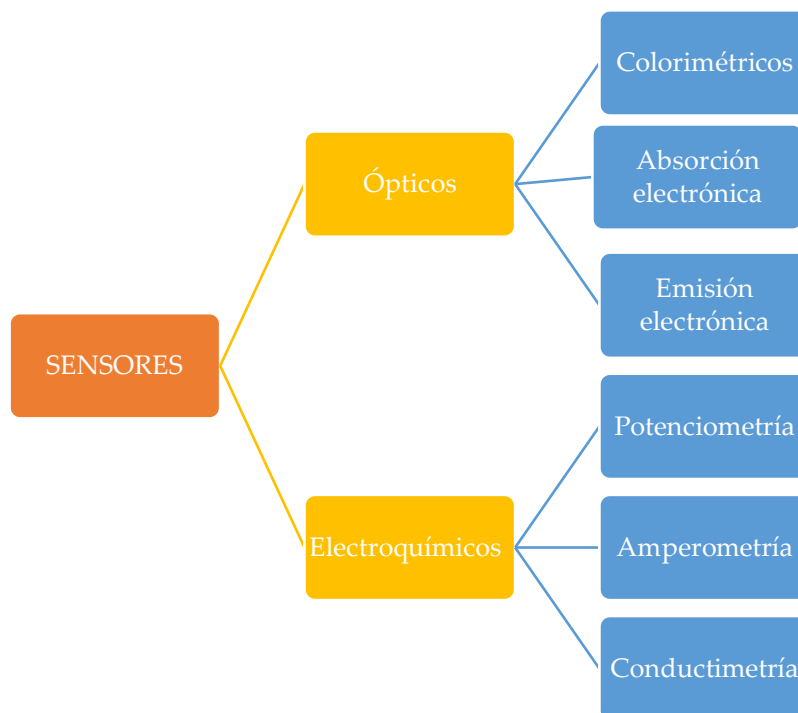 Colorimétricos
Ópticos
Absorción
electrónica
Emisión
electrónica
SENSORES
Potenciometría
Electroquímicos
Amperometría
Conductimetría